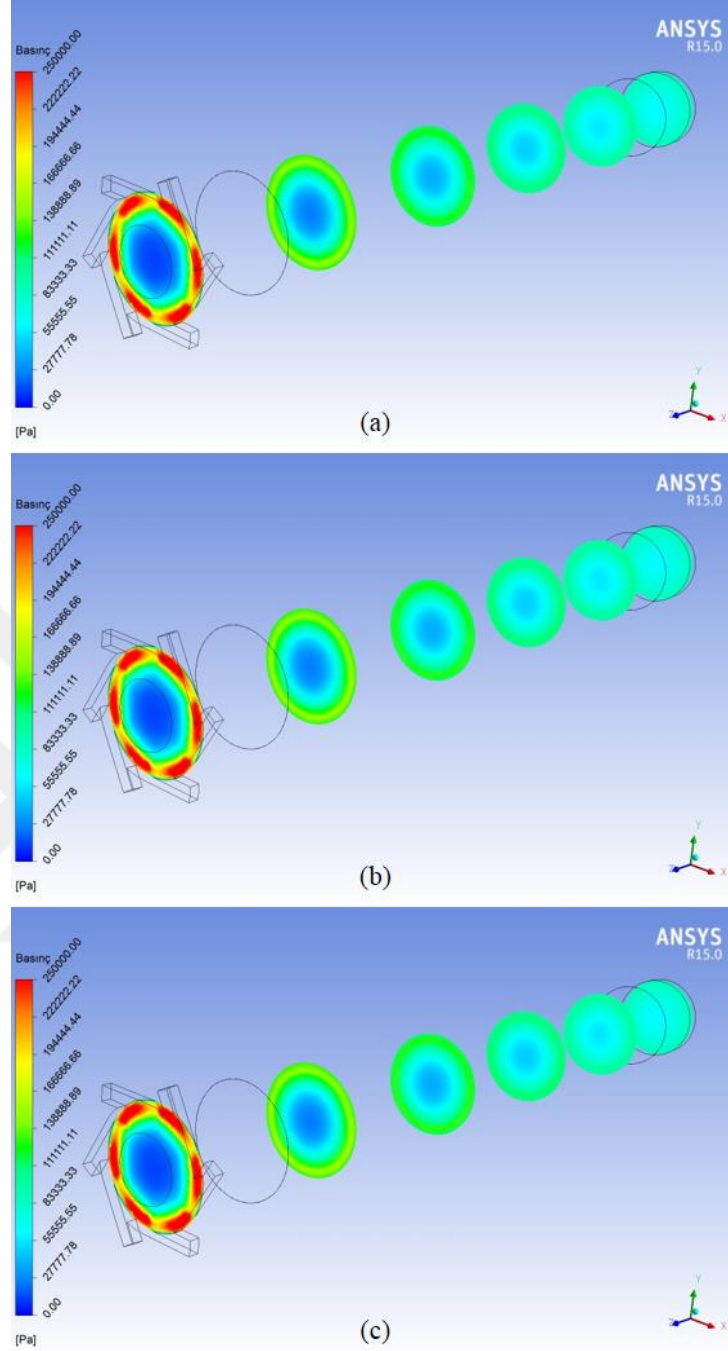 ANSYS
R15.0
Basınç
250000.00
222222.22
194444.44
166666.66
138888.89
111111.11
83333.33
55555.55
27777.78
0.00
[Pa]
Y
Z
X
(a)
ANSYS
R15.0
Basınç
250000.00
222222.22
194444.44
166666.66
138888.89
111111.11
83333.33
55555.55
27777.78
0.00
[Pa]
Y
Z
X
(b)
ANSYS
R15.0
Basınç
250000.00
222222.22
194444.44
166666.66
138888.89
111111.11
83333.33
55555.55
27777.78
0.00
[Pa]
Y
Z
X
(c)